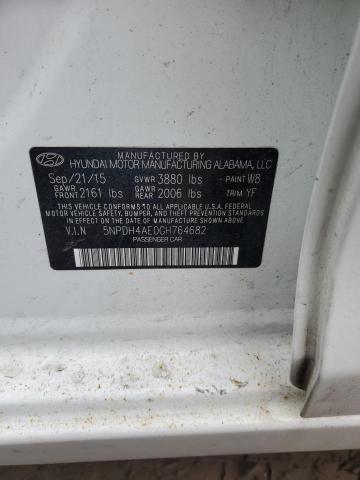 MANUFACTURED BY
HYUNDAI MOTOR MANUFACTURING ALABAMA, LLC
Sep/21/15 GVWR 3880 lbs PAINT W8
GAWR FRONT 2161 lbs GAWR REAR 2006 lbs TRIM YF
THIS VEHICLE CONFORMS TO ALL APPLICABLE U.S.A. FEDERAL
MOTOR VEHICLE SAFETY, BUMPER, AND THEFT PREVENTION
STANDARDS IN EFFECT ON THE DATE OF MANUFACTURE SHOWN ABOVE.
V.I.N 5NPDH4AE0GH764682
PASSENGER CAR